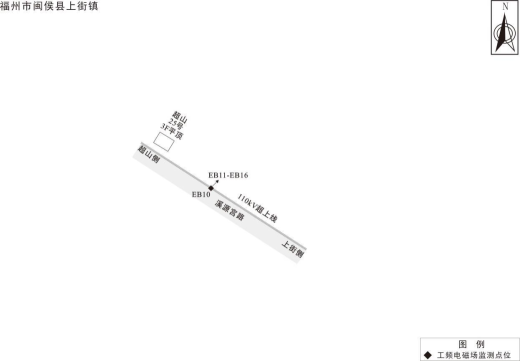 福州市闽侯县上街镇
N
超山
25号
3F平顶
超山侧
EB11-EB16
EB10
110kV超上线
溪源宫路
上街侧
图 例
工频电磁场监测点位